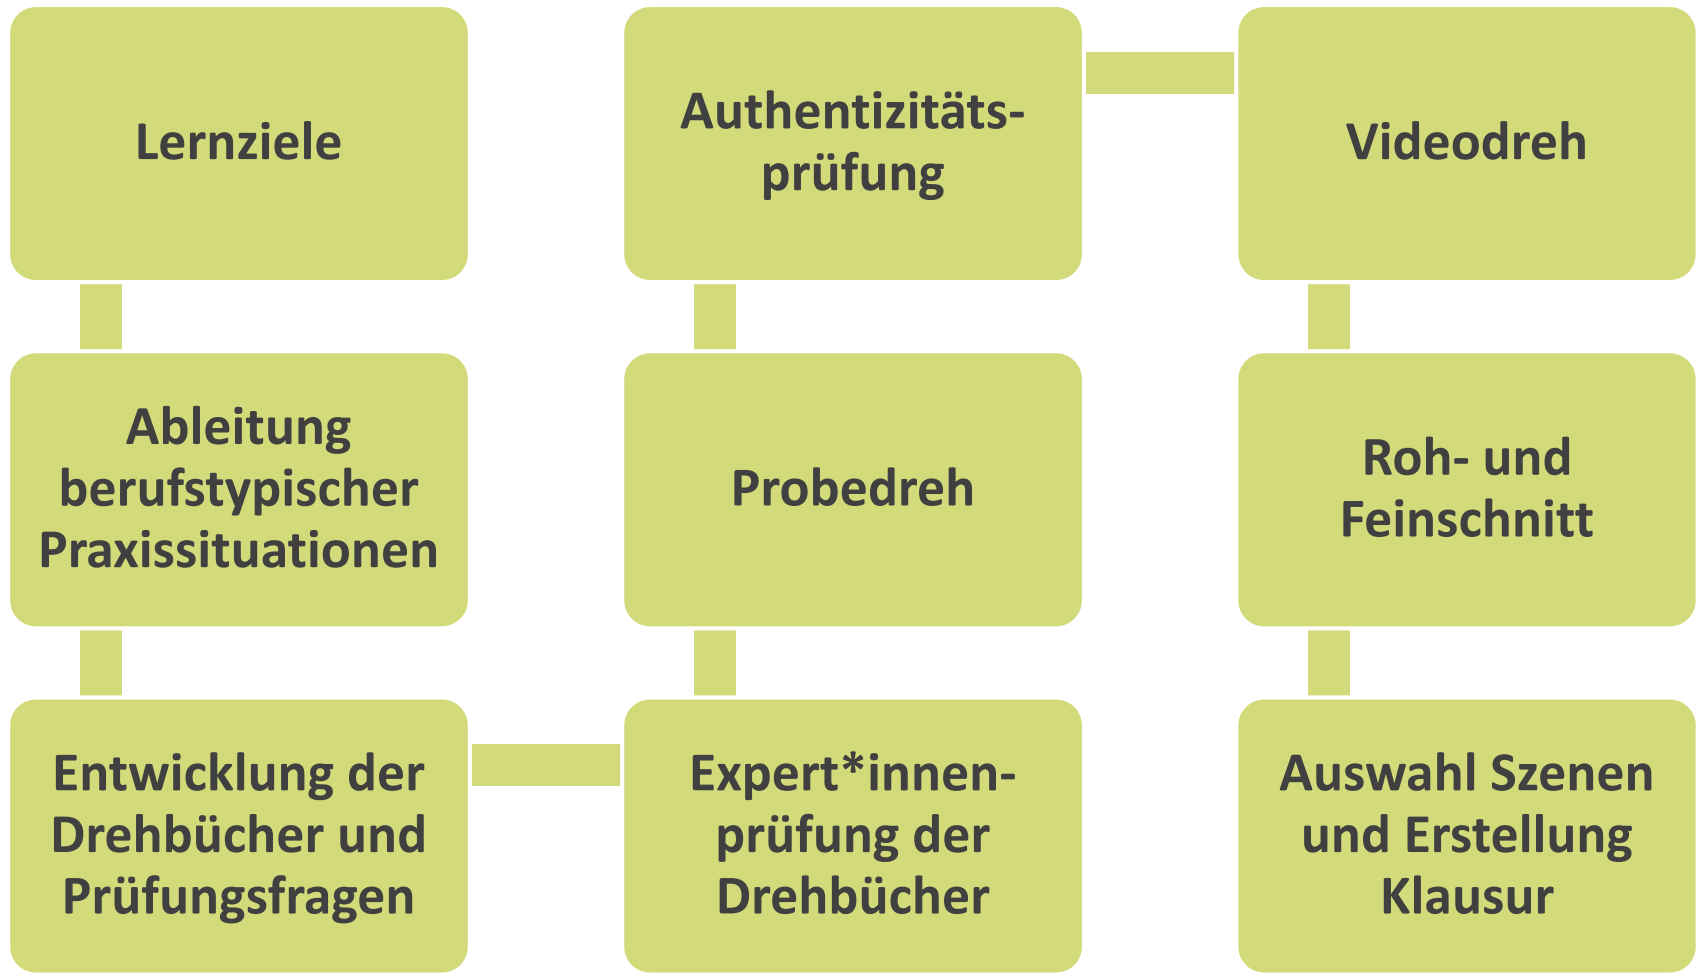 Lernziele
Ableitung
berufstypischer
Praxissituationen
Entwicklung der
Drehbücher und
Prüfungsfragen
Expert*innen-
prüfung der
Drehbücher
Probedreh
Authentizitäts-
prüfung
Videodreh
Roh- und
Feinschnitt
Auswahl Szenen
und Erstellung
Klausur